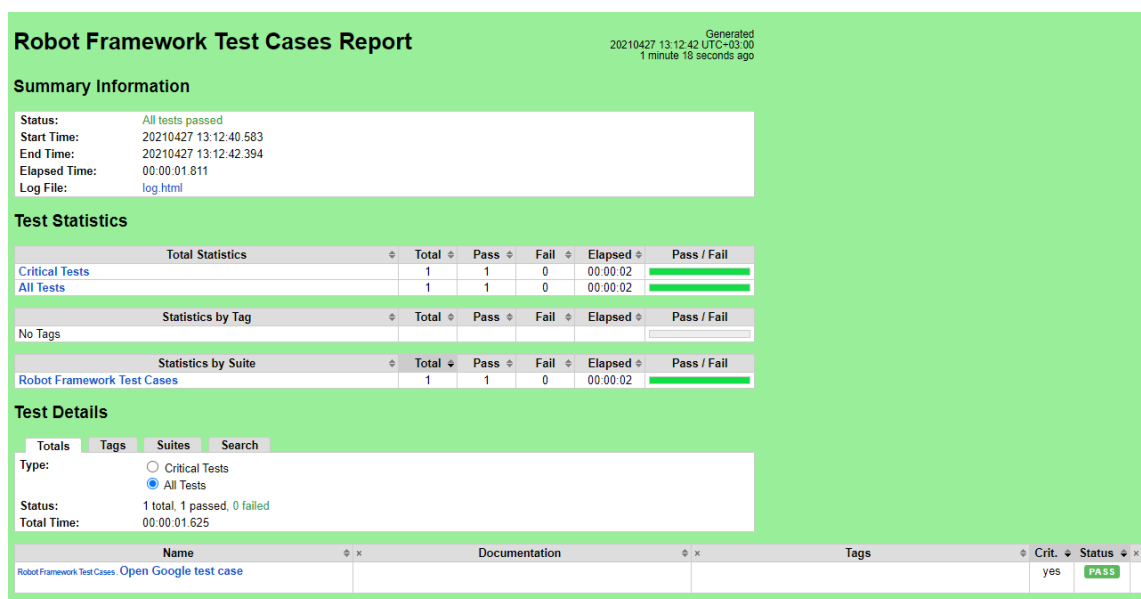 Robot Framework Test Cases Report
Generated
20210427 13:12:42 UTC+03:00
1 minute 18 seconds ago
Summary Information
Status: All tests passed
Start Time: 20210427 13:12:40.583
End Time: 20210427 13:12:42.394
Elapsed Time: 00:00:01.811
Log File: log.html
Test Statistics
Total Statistics Total Pass Fail Elapsed Pass / Fail
Critical Tests 1 1 0 00:00:02
All Tests 1 1 0 00:00:02
Statistics by Tag Total Pass Fail Elapsed Pass / Fail
No Tags
Statistics by Suite Total Pass Fail Elapsed Pass / Fail
Robot Framework Test Cases 1 1 0 00:00:02
Test Details
Totals Tags Suites Search
Type: Critical Tests
All Tests
Status: 1 total, 1 passed, 0 failed
Total Time: 00:00:01.625
Name × Documentation × Tags Crit. Status ×
Robot Framework Test Cases . Open Google test case yes PASS